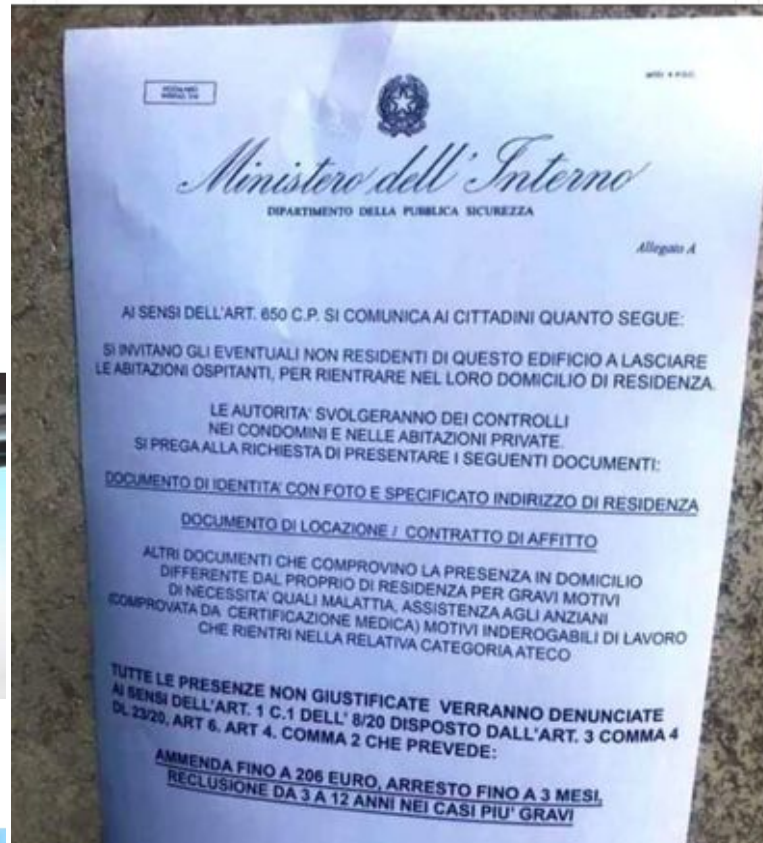 Ministero dell' Interno
DIPARTIMENTO DELLA PUBBLICA SICUREZZA
Allegato A
AI SENSI DELL'ART. 650 C.P. SI COMUNICA AI CITTADINI QUANTO SEGUE:
SI INVITANO GLI EVENTUALI NON RESIDENTI DI QUESTO EDIFICIO A LASCIARE
LE ABITAZIONI OSPITANTI, PER RIENTRARE NEL LORO DOMICILIO DI RESIDENZA.
LE AUTORITA' SVOLGERANNO DEI CONTROLLI
NEI CONDOMINI E NELLE ABITAZIONI PRIVATE.
SI PREGA ALLA RICHIESTA DI PRESENTARE I SEGUENTI DOCUMENTI:
DOCUMENTO DI IDENTITA' CON FOTO E SPECIFICATO INDIRIZZO DI RESIDENZA
DOCUMENTO DI LOCAZIONE / CONTRATTO DI AFFITTO
ALTRI DOCUMENTI CHE COMPROVINO LA PRESENZA IN DOMICILIO
DIFFERENTE DAL PROPRIO DI RESIDENZA PER GRAVI MOTIVI
DI NECESSITA' QUALI MALATTIA, ASSISTENZA AGLI ANZIANI
(COMPROVATA DA CERTIFICAZIONE MEDICA) MOTIVI INDEROGABILI DI LAVORO
CHE RIENTRI NELLA RELATIVA CATEGORIA ATECO
TUTTE LE PRESENZE NON GIUSTIFICATE VERRANNO DENUNCIATE
AI SENSI DELL'ART. 1 C.1 DELL' 8/20 DISPOSTO DALL'ART. 3 COMMA 4
DL 23/20, ART 6. ART 4. COMMA 2 CHE PREVEDE:
AMMENDA FINO A 206 EURO, ARRESTO FINO A 3 MESI,
RECLUSIONE DA 3 A 12 ANNI NEI CASI PIU' GRAVI